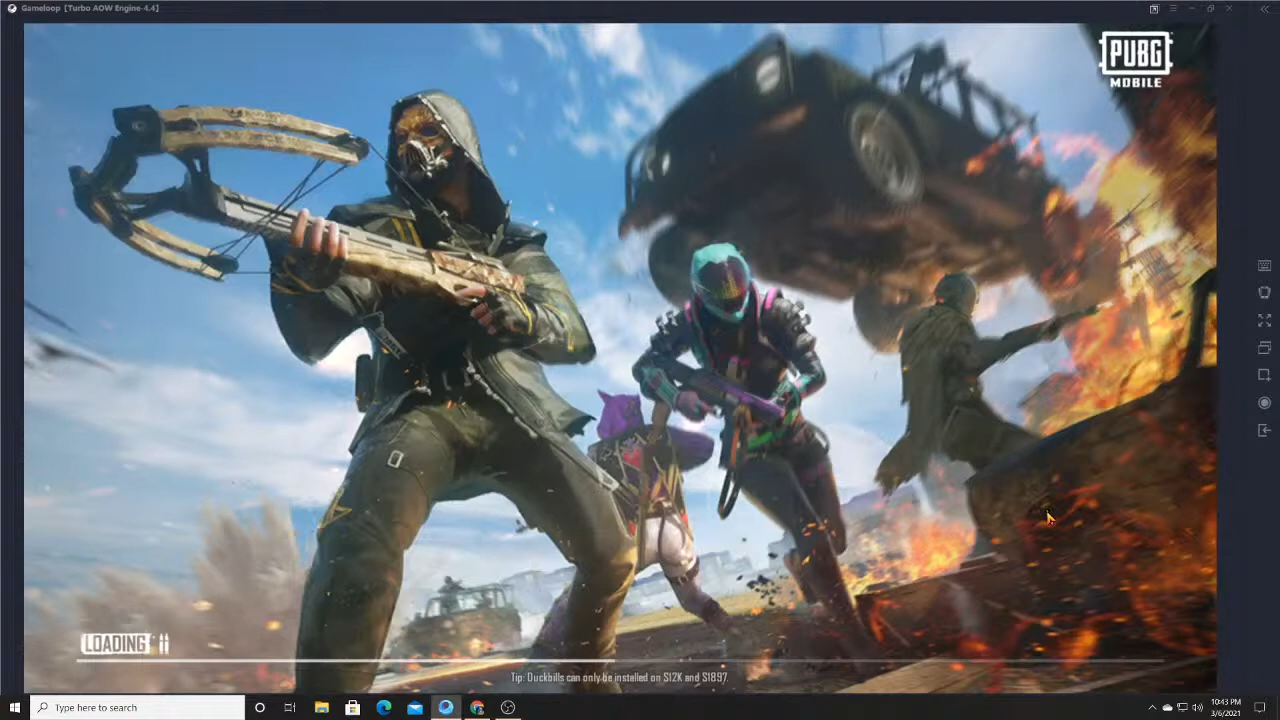 Gameloop [Turbo AOW Engine-4.4]
PUBG
MOBILE
LOADING
Tip: Duckbills can only be installed on S12K and S1897.
Type here to search
10:43 PM
3/6/2021